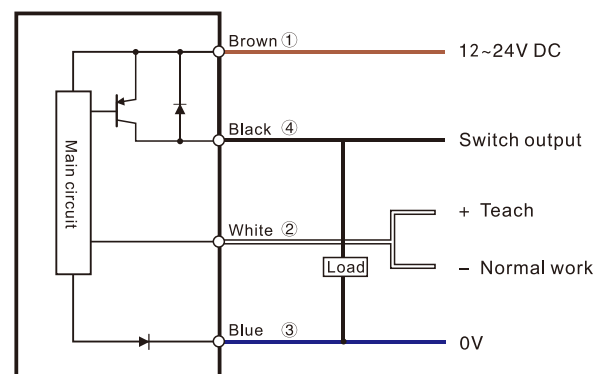 Brown ① 12~24V DC
Black ④ Switch output
Main circuit
White ② + Teach
Load - Normal work
Blue ③ 0V